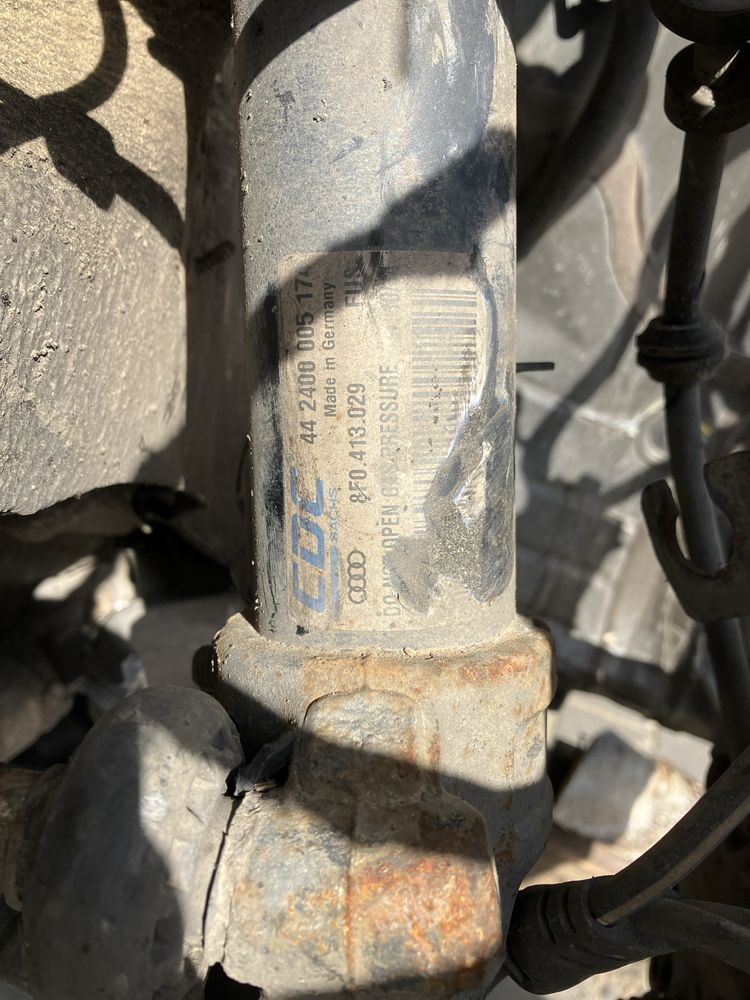 CDC
SACHS
44 2400 005 174
Made in Germany
8F0.413.029
DO NOT OPEN GAS PRESSURE